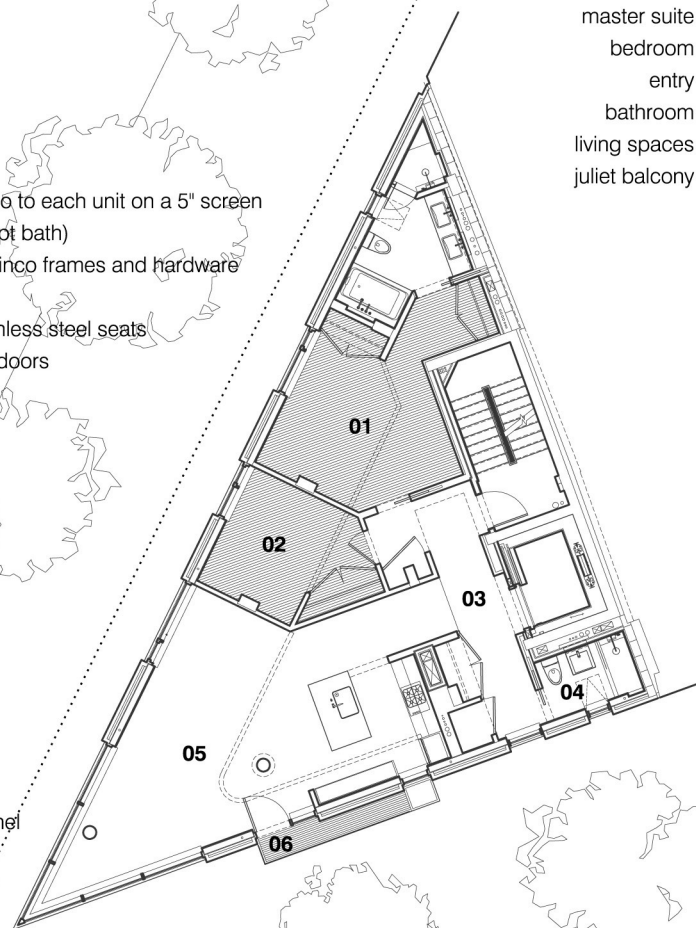 master suite
bedroom
entry
bathroom
living spaces
juliet balcony
o to each unit on a 5" screen
pt bath)
inco frames and hardware
nless steel seats
doors
nel
01
02
03
04
05
06